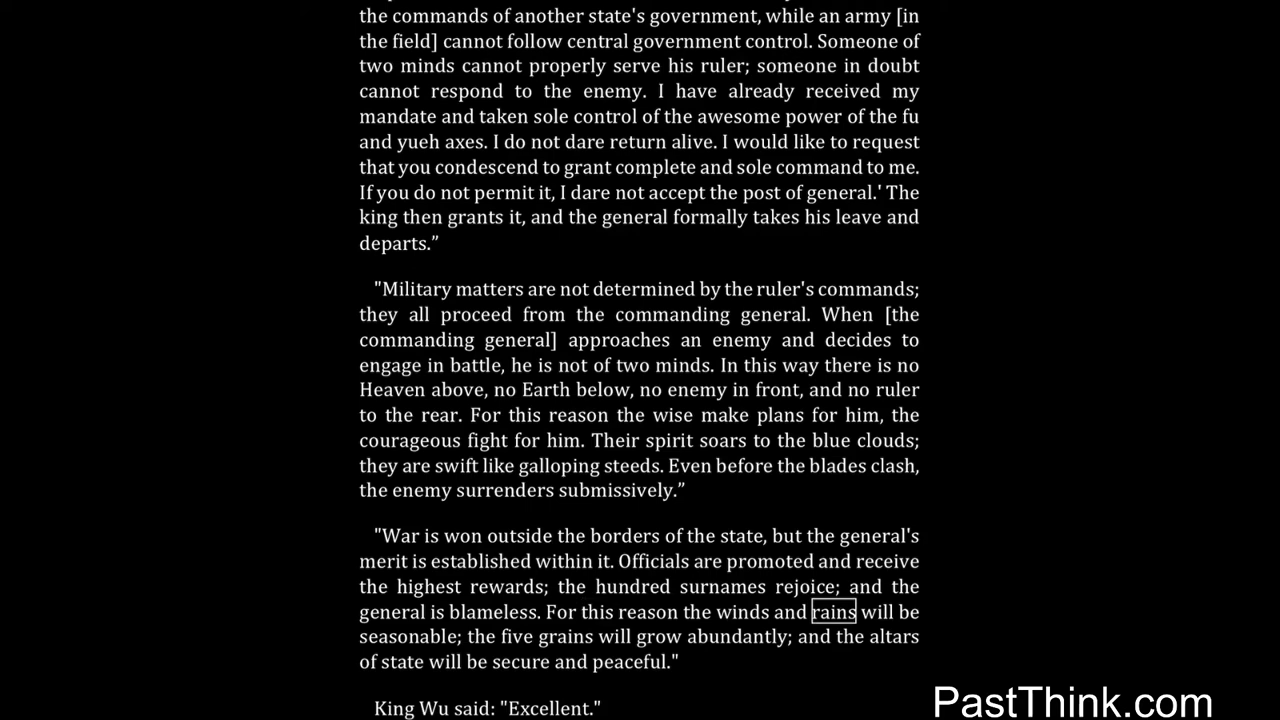 the commands of another state's government, while an army [in
the field] cannot follow central government control. Someone of
two minds cannot properly serve his ruler; someone in doubt
cannot respond to the enemy. I have already received my
mandate and taken sole control of the awesome power of the fu
and yueh axes. I do not dare return alive. I would like to request
that you condescend to grant complete and sole command to me.
If you do not permit it, I dare not accept the post of general.' The
king then grants it, and the general formally takes his leave and
departs.”
"Military matters are not determined by the ruler's commands;
they all proceed from the commanding general. When [the
commanding general] approaches an enemy and decides to
engage in battle, he is not of two minds. In this way there is no
Heaven above, no Earth below, no enemy in front, and no ruler
to the rear. For this reason the wise make plans for him, the
courageous fight for him. Their spirit soars to the blue clouds;
they are swift like galloping steeds. Even before the blades clash,
the enemy surrenders submissively.”
"War is won outside the borders of the state, but the general's
merit is established within it. Officials are promoted and receive
the highest rewards; the hundred surnames rejoice; and the
general is blameless. For this reason the winds and rains will be
seasonable; the five grains will grow abundantly; and the altars
of state will be secure and peaceful."
King Wu said: "Excellent."
PastThink.com